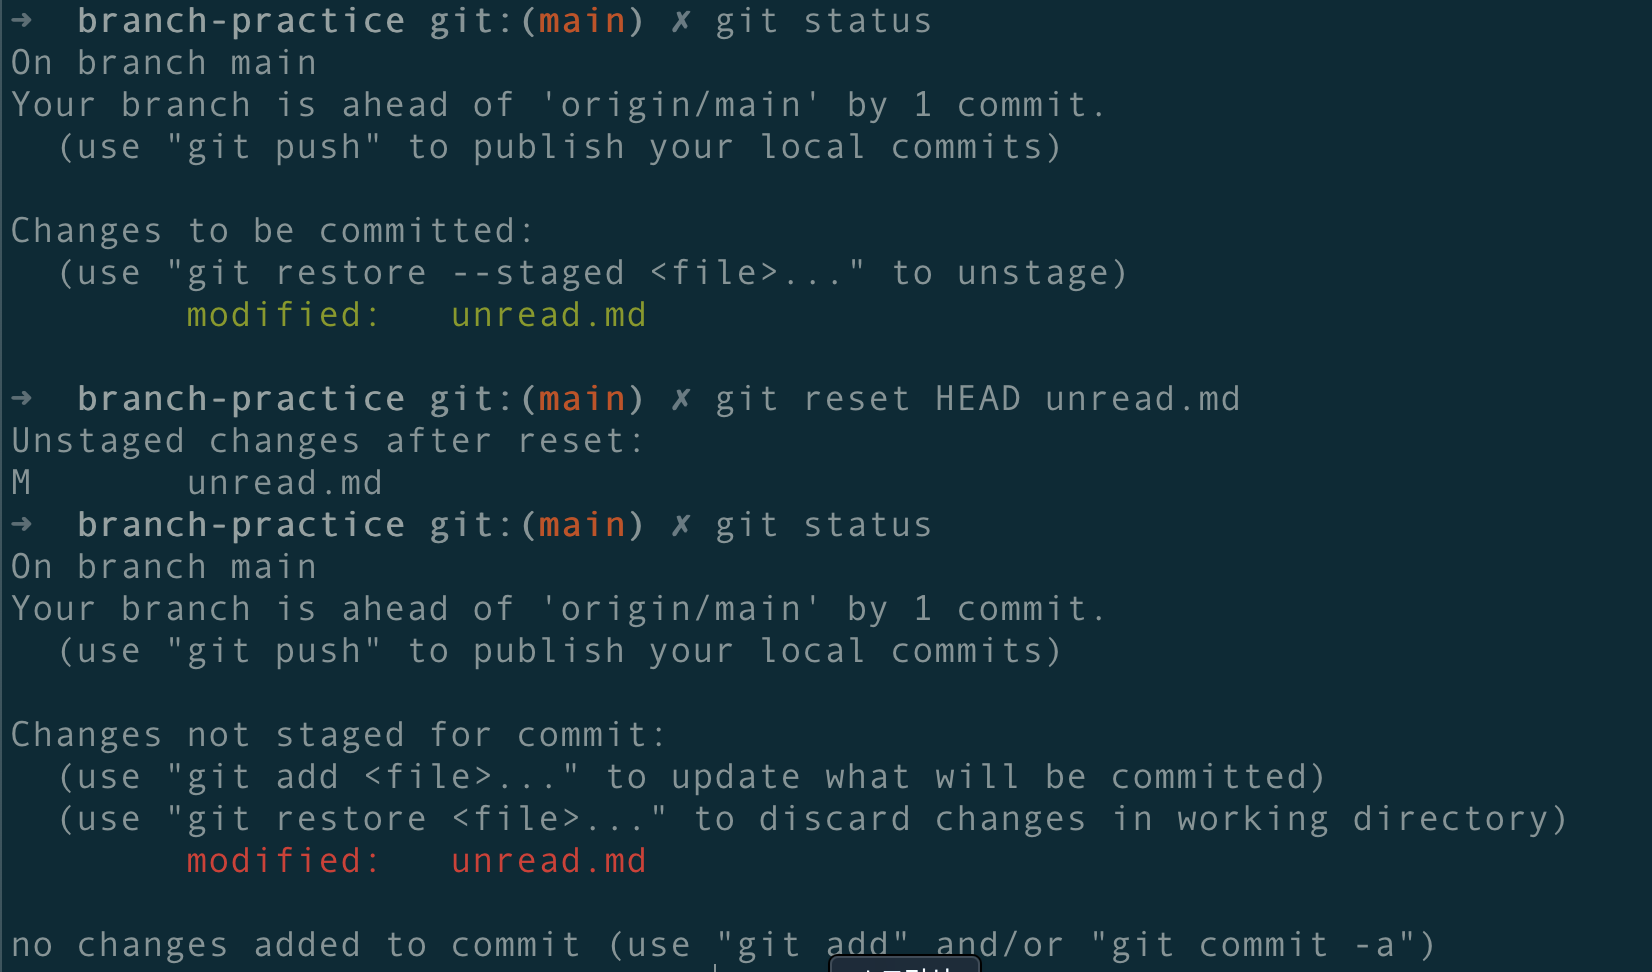 ➜  branch-practice git:(main) ✗ git status
On branch main
Your branch is ahead of 'origin/main' by 1 commit.
  (use "git push" to publish your local commits)

Changes to be committed:
  (use "git restore --staged <file>..." to unstage)
        modified:   unread.md

➜  branch-practice git:(main) ✗ git reset HEAD unread.md
Unstaged changes after reset:
M       unread.md
➜  branch-practice git:(main) ✗ git status
On branch main
Your branch is ahead of 'origin/main' by 1 commit.
  (use "git push" to publish your local commits)

Changes not staged for commit:
  (use "git add <file>..." to update what will be committed)
  (use "git restore <file>..." to discard changes in working directory)
        modified:   unread.md

no changes added to commit (use "git add" and/or "git commit -a")